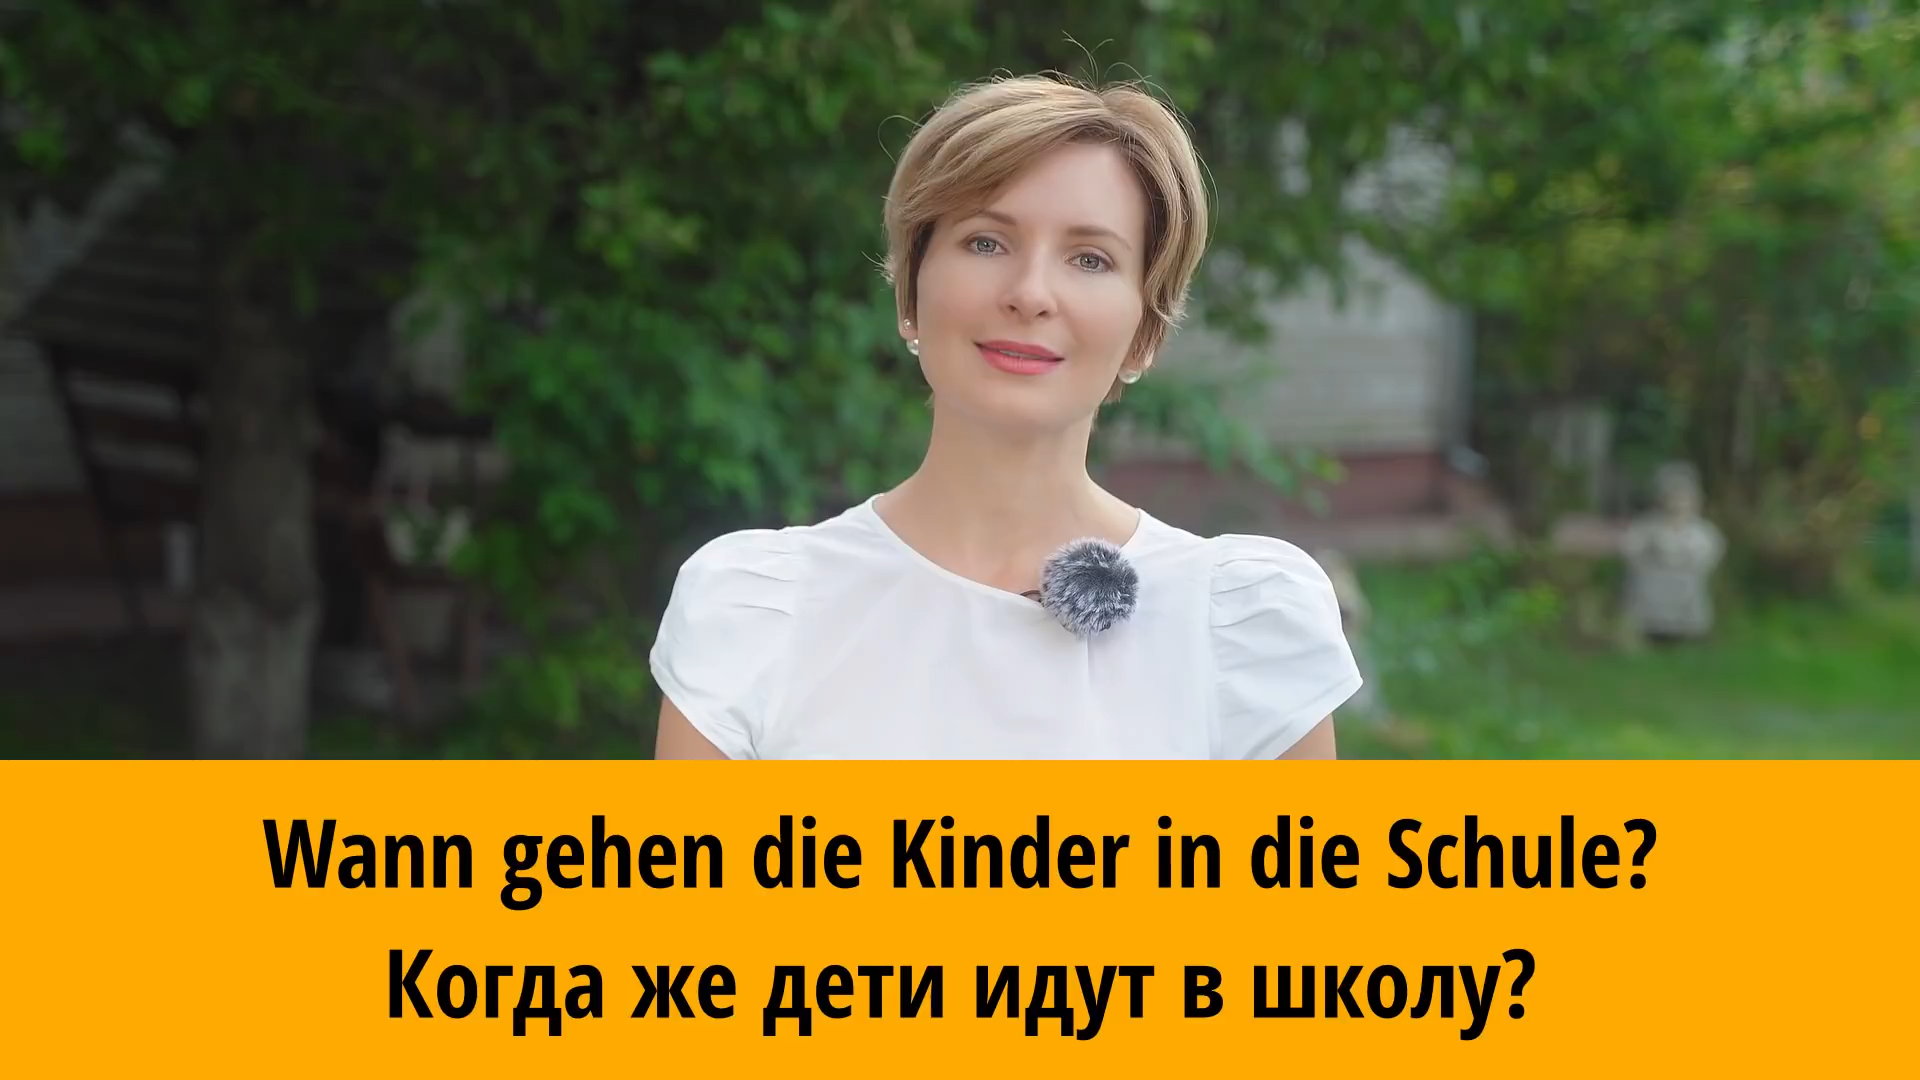 Wann gehen die Kinder in die Schule?
Когда же дети идут в школу?